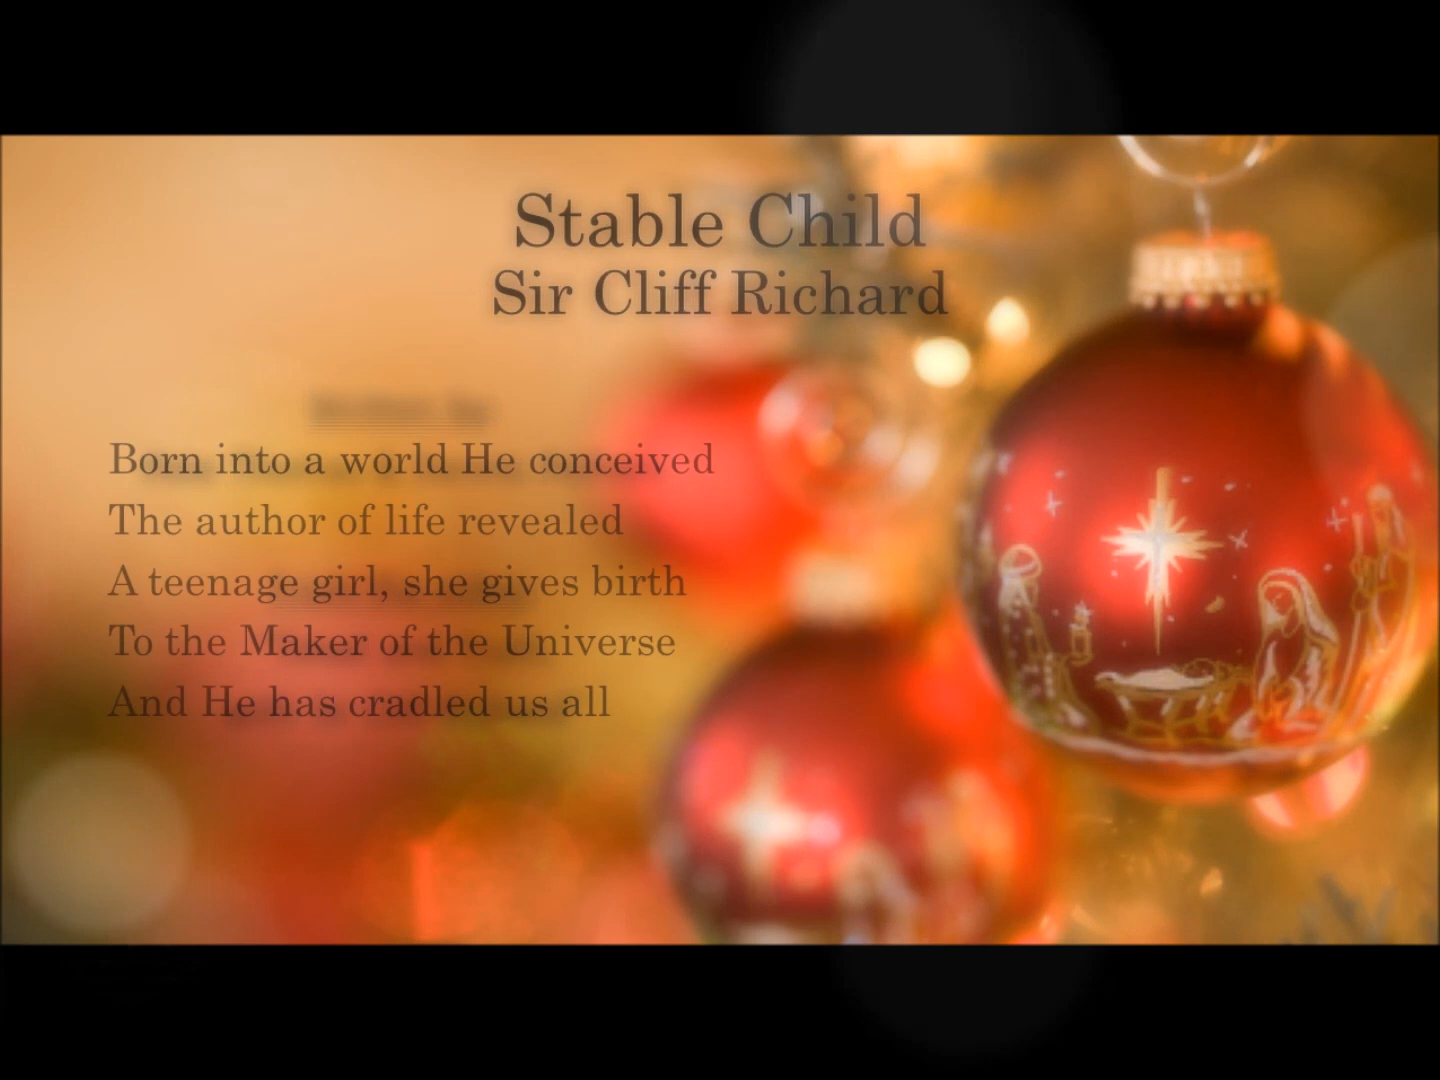 Stable Child
Sir Cliff Richard
Born into a world He conceived
The author of life revealed
A teenage girl, she gives birth
To the Maker of the Universe
And He has cradled us all